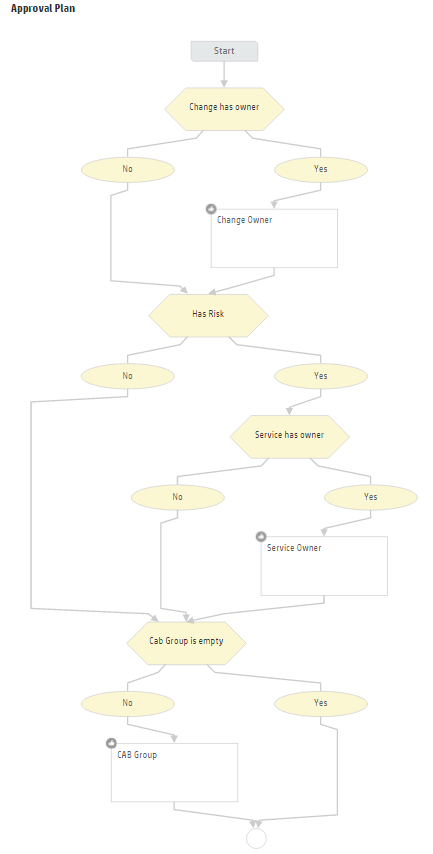 Approval Plan
Start
Change has owner
No
Yes
Change Owner
Has Risk
No
Yes
Service has owner
No
Yes
Service Owner
Cab Group is empty
No
Yes
CAB Group